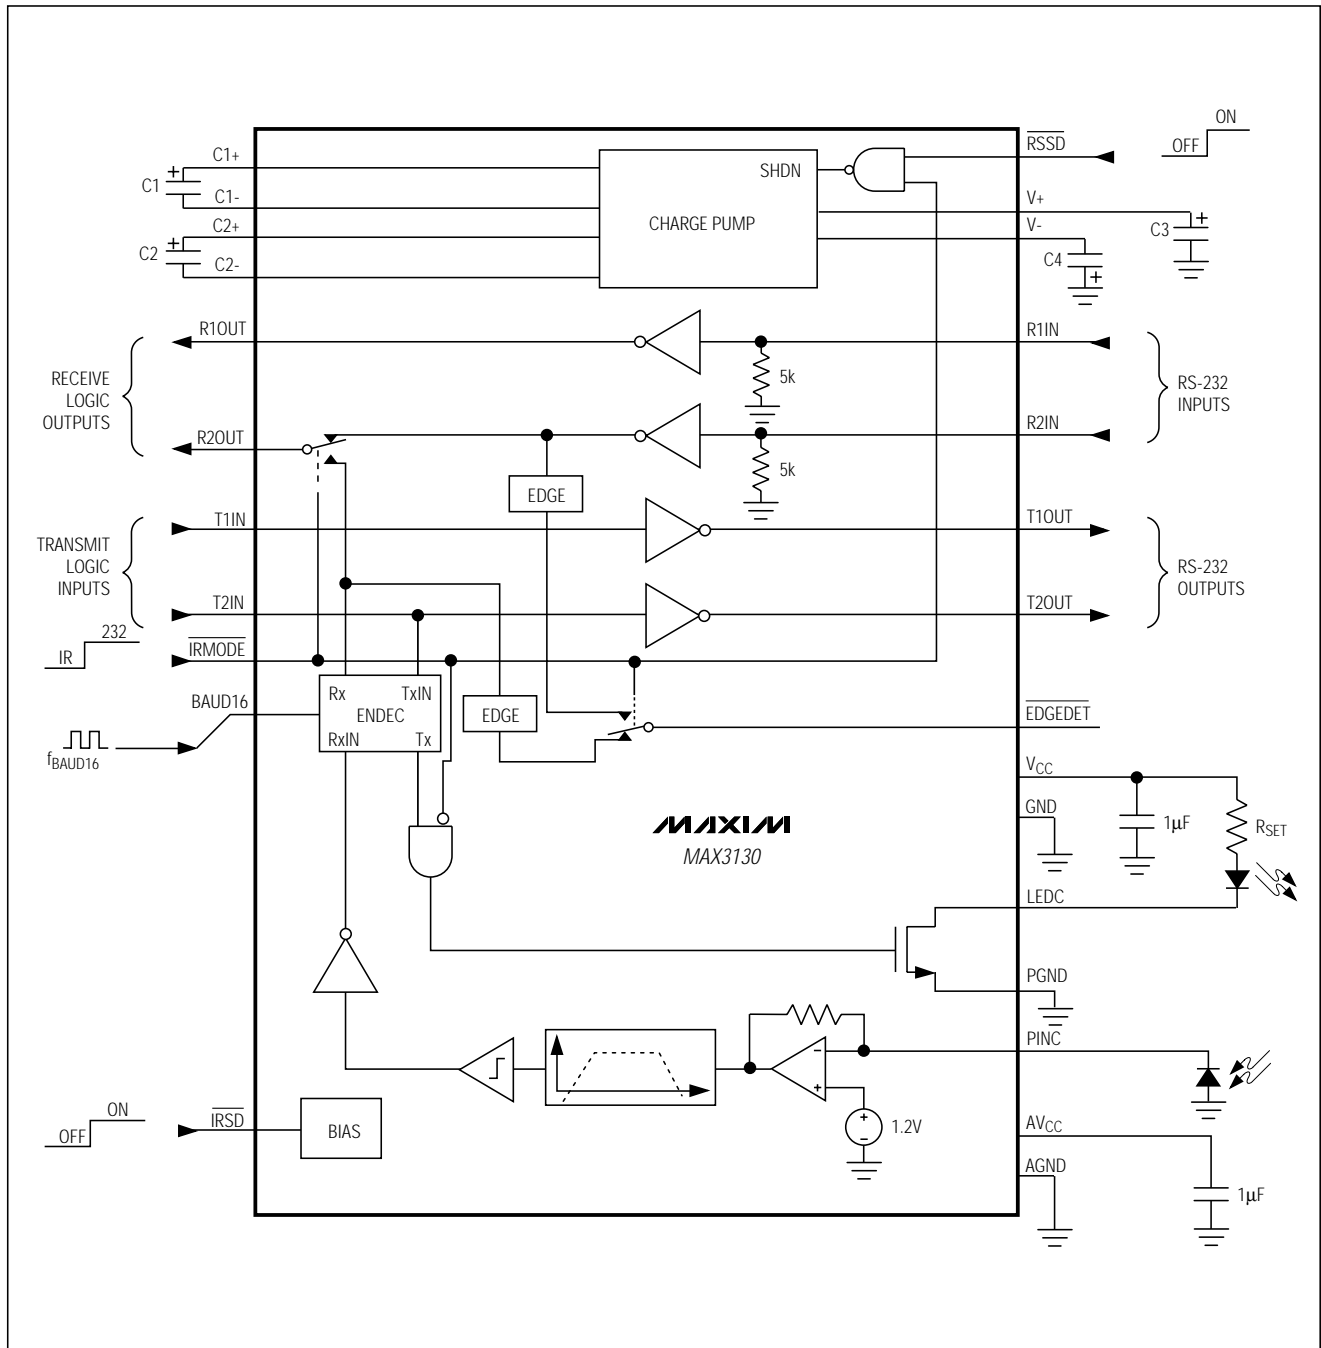 ON
OFF
RSSD
C1+
C1
C1-
C2+
C2
C2-
SHDN
CHARGE PUMP
V+
V-
C3
C4
R1OUT
R1IN
5k
RECEIVE
LOGIC
OUTPUTS
RS-232
INPUTS
R2OUT
R2IN
5k
EDGE
T1IN
T1OUT
TRANSMIT
LOGIC
INPUTS
RS-232
OUTPUTS
T2IN
T2OUT
232
IR
IRMODE
BAUD16
fBAUD16
Rx TxIN
ENDEC
RxIN Tx
EDGE
EDGEDET
VCC
GND
1µF
RSET
MAXIM
MAX3130
LEDC
PGND
PINC
1.2V
AVCC
AGND
1µF
ON
OFF
IRSD
BIAS